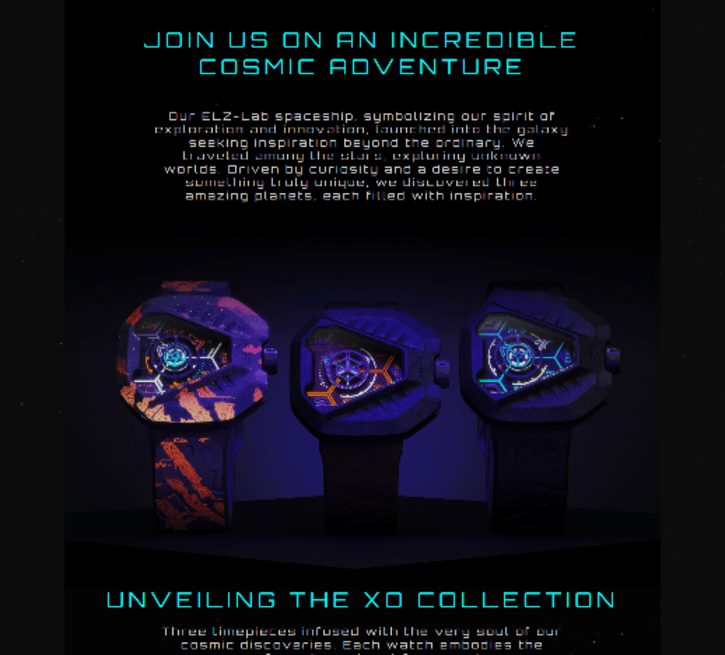 JOIN US ON AN INCREDIBLE
COSMIC ADVENTURE
Our ELZ-Lab spaceship, symbolizing our spirit of
exploration and innovation, launched into the galaxy
seeking inspiration beyond the ordinary. We
traveled among the stars, exploring unknown
worlds. Driven by curiosity and a desire to create
something truly unique, we discovered three
amazing planets, each filled with inspiration.
UNVEILING THE XO COLLECTION
Three timepieces infused with the very soul of our
cosmic discoveries. Each watch embodies the